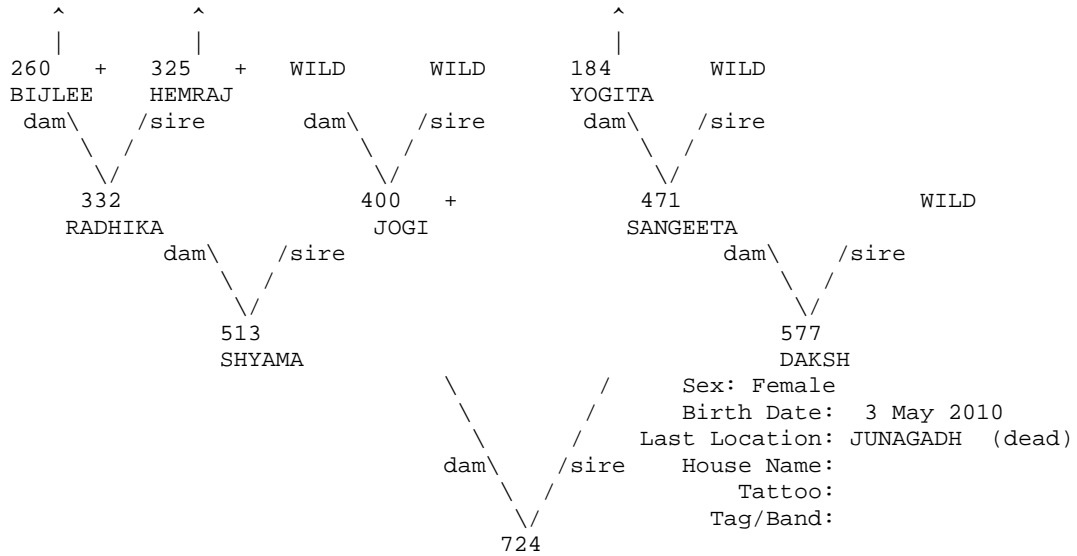 ^ ^ ^
| | |
260 + 325 + WILD WILD 184 WILD
BIJLEE HEMRAJ YOGITA
dam\ /sire dam\ /sire dam\ /sire
\ / \ / \ /
\/ \/ \/
332 400 + 471 WILD
RADHIKA JOGI SANGEETA
dam\ /sire dam\ /sire
\ / \ /
\/ \/
513 577
SHYAMA DAKSH
\ / Sex: Female
\ / Birth Date: 3 May 2010
\ / Last Location: JUNAGADH (dead)
dam\ /sire House Name:
\ / Tattoo:
\/ Tag/Band:
724